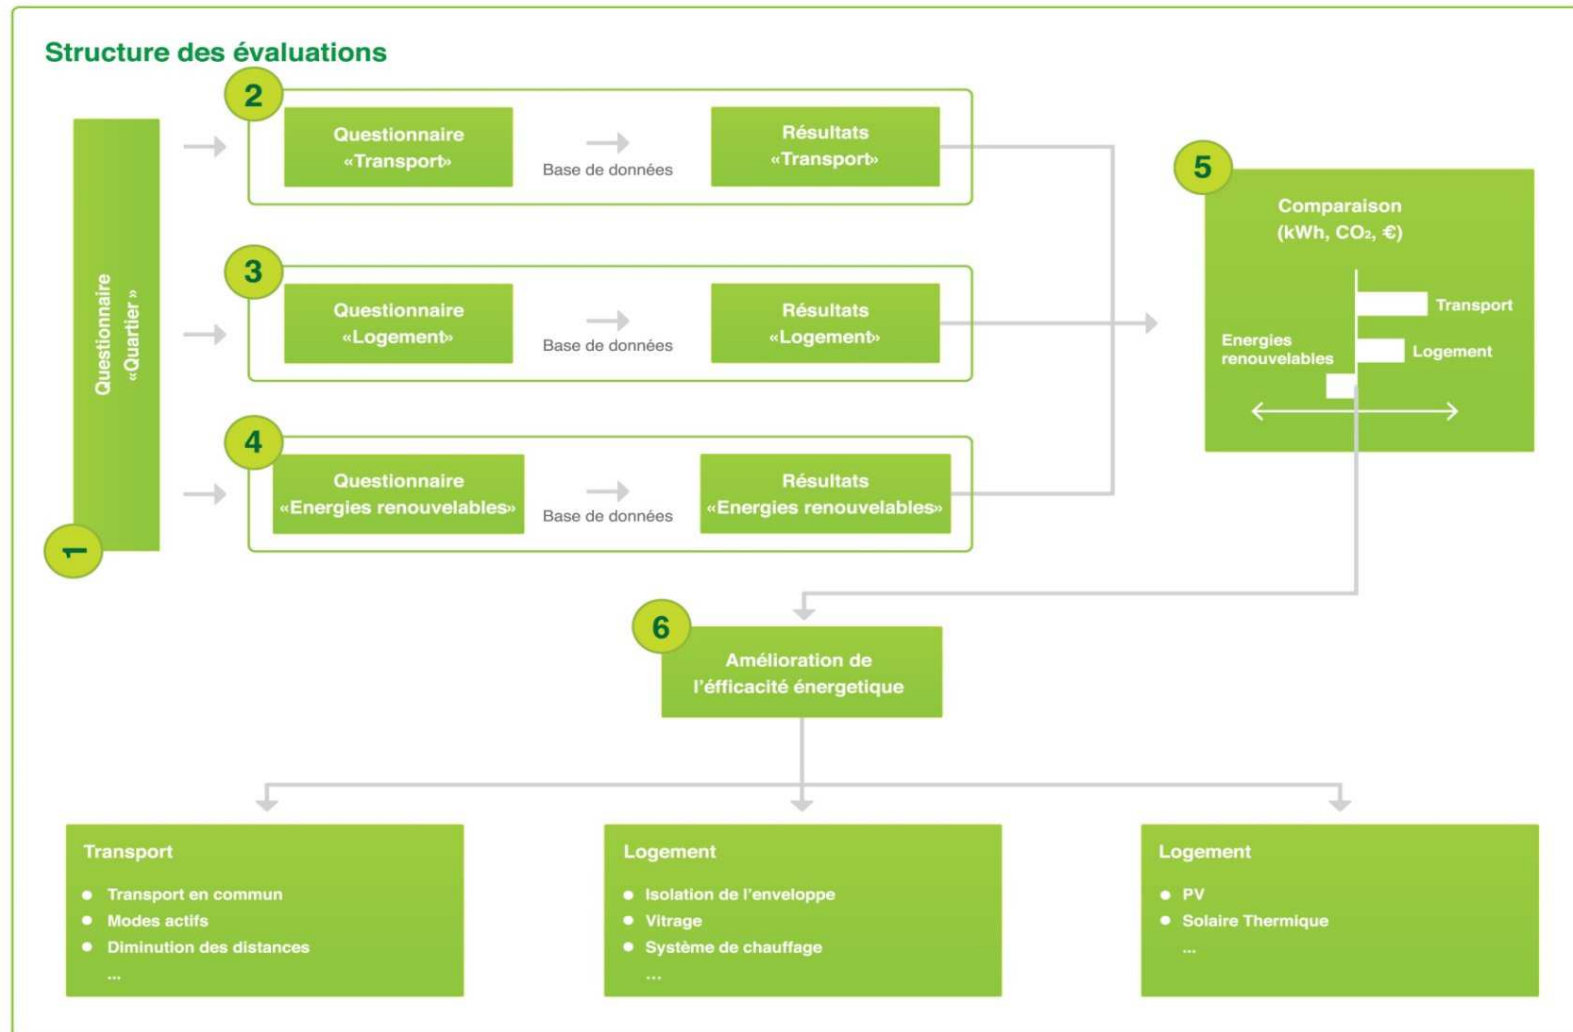 Structure des évaluations
1
Questionnaire
«Quartier»
2
Questionnaire
«Transport»
Base de données
Résultats
«Transport»
3
Questionnaire
«Logement»
Base de données
Résultats
«Logement»
4
Questionnaire
«Energies renouvelables»
Base de données
Résultats
«Energies renouvelables»
5
Comparaison
(kWh, CO₂, €)
Transport
Logement
Energies
renouvelables
6
Amélioration de
l'éfficacité énergetique
Transport
Transport en commun
Modes actifs
Diminution des distances
...
Logement
Isolation de l'enveloppe
Vitrage
Système de chauffage
...
Logement
PV
Solaire Thermique
...